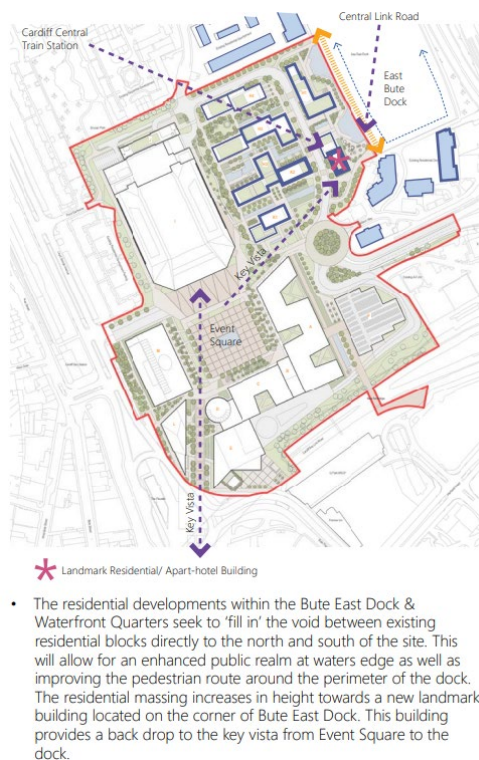 Central Link Road
Cardiff Central
Train Station
East
Bute
Dock
Key Vista
Event
Square
Key Vista
Landmark Residential/ Apart-hotel Building
• The residential developments within the Bute East Dock &
Waterfront Quarters seek to ‘fill in’ the void between existing
residential blocks directly to the north and south of the site. This
will allow for an enhanced public realm at waters edge as well as
improving the pedestrian route around the perimeter of the dock.
The residential massing increases in height towards a new landmark
building located on the corner of Bute East Dock. This building
provides a back drop to the key vista from Event Square to the
dock.